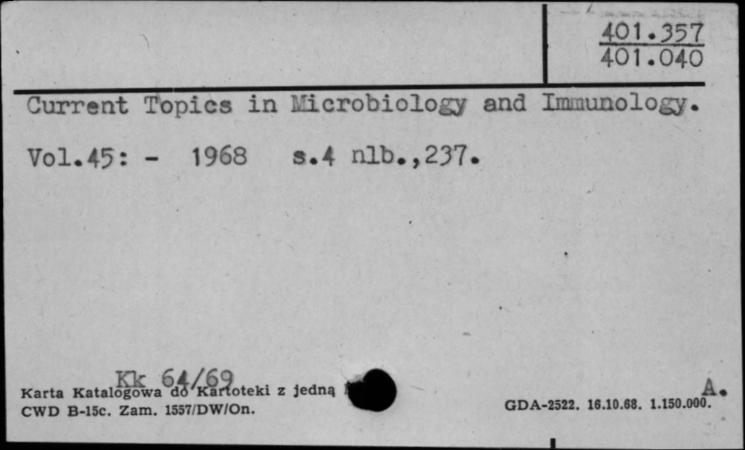 401.357
401.040
Current Topics in Microbiology and Immunology.
Vol.45: - 1968 s.4 nlb.,237.
Kk 64/69
Karta Katalogowa do Kartoteki z jedną
A.
CWD B-15c. Zam. 1557/DW/On.
GDA-2522. 16.10.68. 1.150.000.